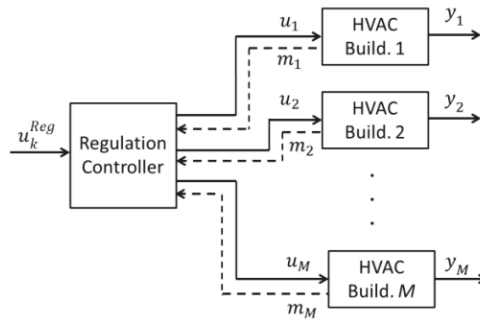 u_k^{Reg}
Regulation
Controller
u_1
m_1
HVAC
Build. 1
y_1
u_2
m_2
HVAC
Build. 2
y_2
.
.
.
u_M
m_M
HVAC
Build. M
y_M